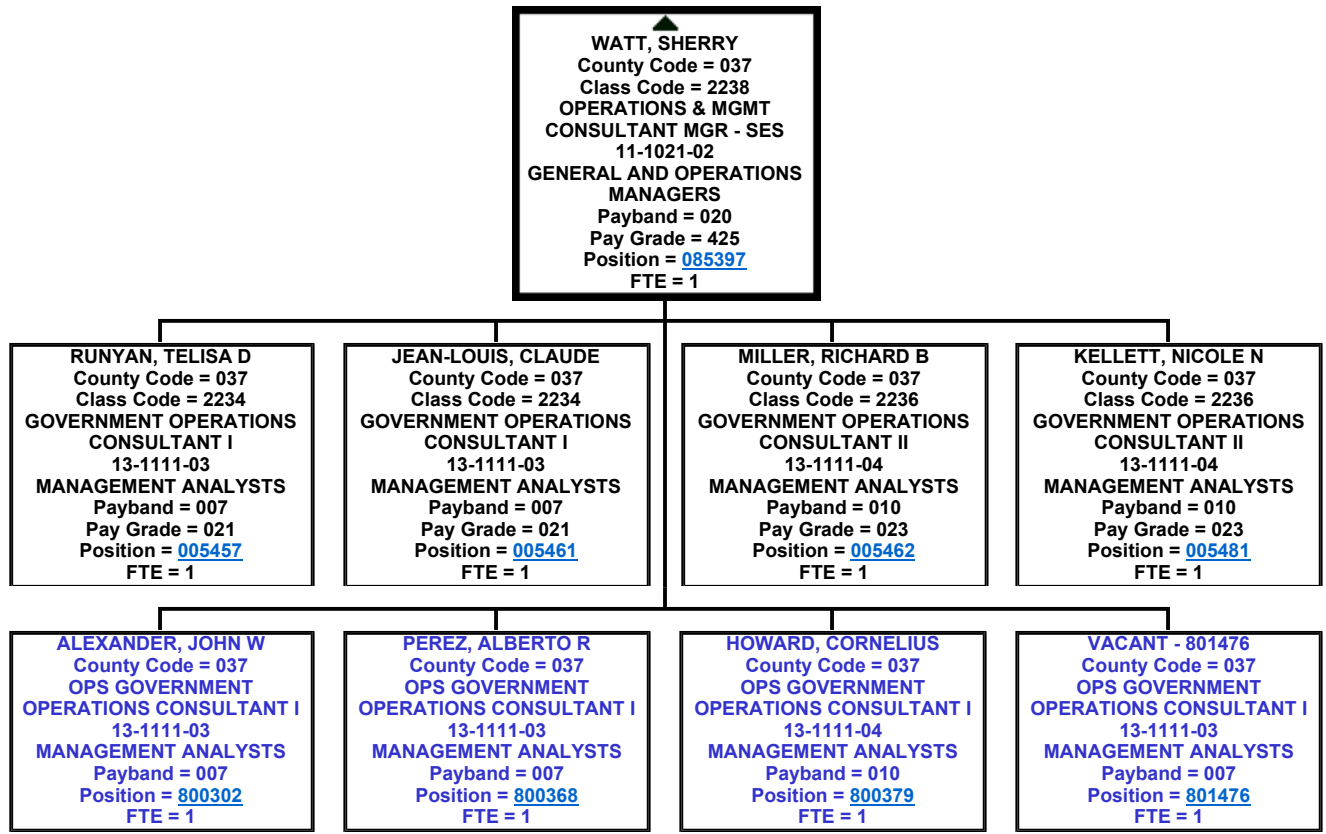 WATT, SHERRY
County Code = 037
Class Code = 2238
OPERATIONS & MGMT
CONSULTANT MGR - SES
11-1021-02
GENERAL AND OPERATIONS
MANAGERS
Payband = 020
Pay Grade = 425
Position = 085397
FTE = 1
RUNYAN, TELISA D
County Code = 037
Class Code = 2234
GOVERNMENT OPERATIONS
CONSULTANT I
13-1111-03
MANAGEMENT ANALYSTS
Payband = 007
Pay Grade = 021
Position = 005457
FTE = 1
JEAN-LOUIS, CLAUDE
County Code = 037
Class Code = 2234
GOVERNMENT OPERATIONS
CONSULTANT I
13-1111-03
MANAGEMENT ANALYSTS
Payband = 007
Pay Grade = 021
Position = 005461
FTE = 1
MILLER, RICHARD B
County Code = 037
Class Code = 2236
GOVERNMENT OPERATIONS
CONSULTANT II
13-1111-04
MANAGEMENT ANALYSTS
Payband = 010
Pay Grade = 023
Position = 005462
FTE = 1
KELLETT, NICOLE N
County Code = 037
Class Code = 2236
GOVERNMENT OPERATIONS
CONSULTANT II
13-1111-04
MANAGEMENT ANALYSTS
Payband = 010
Pay Grade = 023
Position = 005481
FTE = 1
ALEXANDER, JOHN W
County Code = 037
OPS GOVERNMENT
OPERATIONS CONSULTANT I
13-1111-03
MANAGEMENT ANALYSTS
Payband = 007
Position = 800302
FTE = 1
PEREZ, ALBERTO R
County Code = 037
OPS GOVERNMENT
OPERATIONS CONSULTANT I
13-1111-03
MANAGEMENT ANALYSTS
Payband = 007
Position = 800368
FTE = 1
HOWARD, CORNELIUS
County Code = 037
OPS GOVERNMENT
OPERATIONS CONSULTANT I
13-1111-04
MANAGEMENT ANALYSTS
Payband = 010
Position = 800379
FTE = 1
VACANT - 801476
County Code = 037
OPS GOVERNMENT
OPERATIONS CONSULTANT I
13-1111-03
MANAGEMENT ANALYSTS
Payband = 007
Position = 801476
FTE = 1